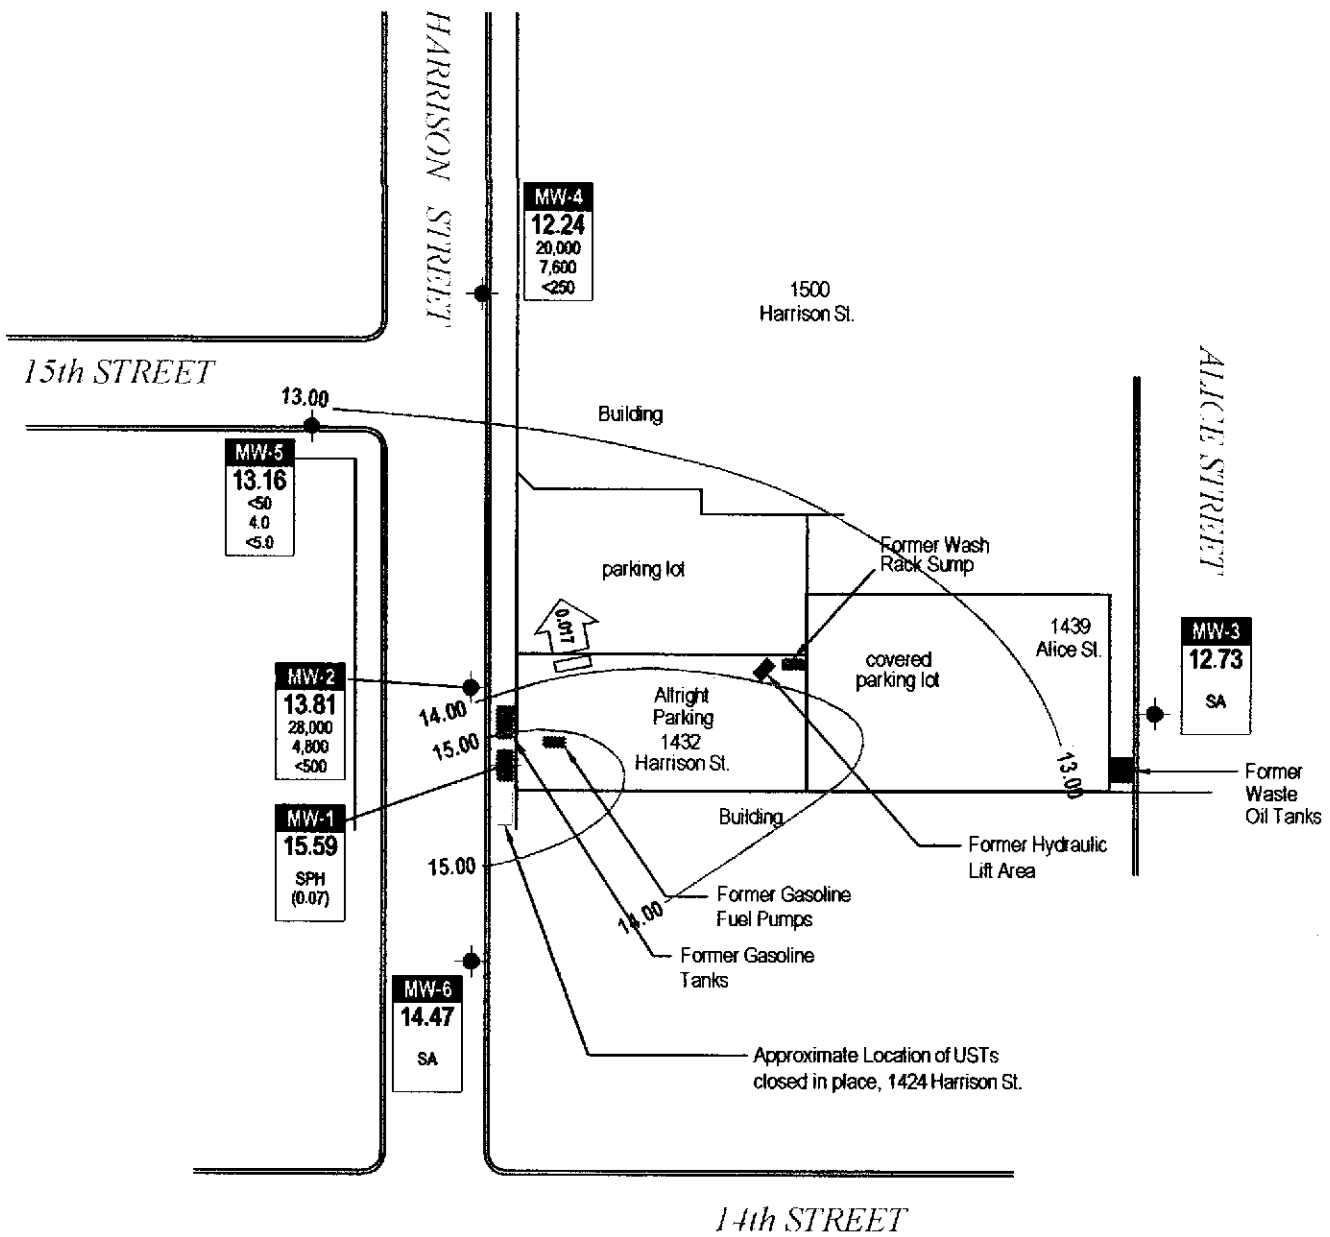 HARRISON STREET
MW-4
12.24
20,000
7,600
<250
1500
Harrison St.
15th STREET
ALICE STREET
13.00
Building
MW-5
13.16
<50
4.0
<5.0
Former Wash
Rack Sump
parking lot
0.017
1439
Alice St.
MW-3
12.73
SA
covered
parking lot
MW-2
13.81
28,000
4,800
<500
14.00
Allright
Parking
1432
Harrison St.
15.00
13.00
Former
Waste
Oil Tanks
MW-1
15.59
SPH
(0.07)
Building
Former Hydraulic
Lift Area
15.00
14.00
Former Gasoline
Fuel Pumps
Former Gasoline
Tanks
MW-6
14.47
SA
Approximate Location of USTs
closed in place, 1424 Harrison St.
14th STREET